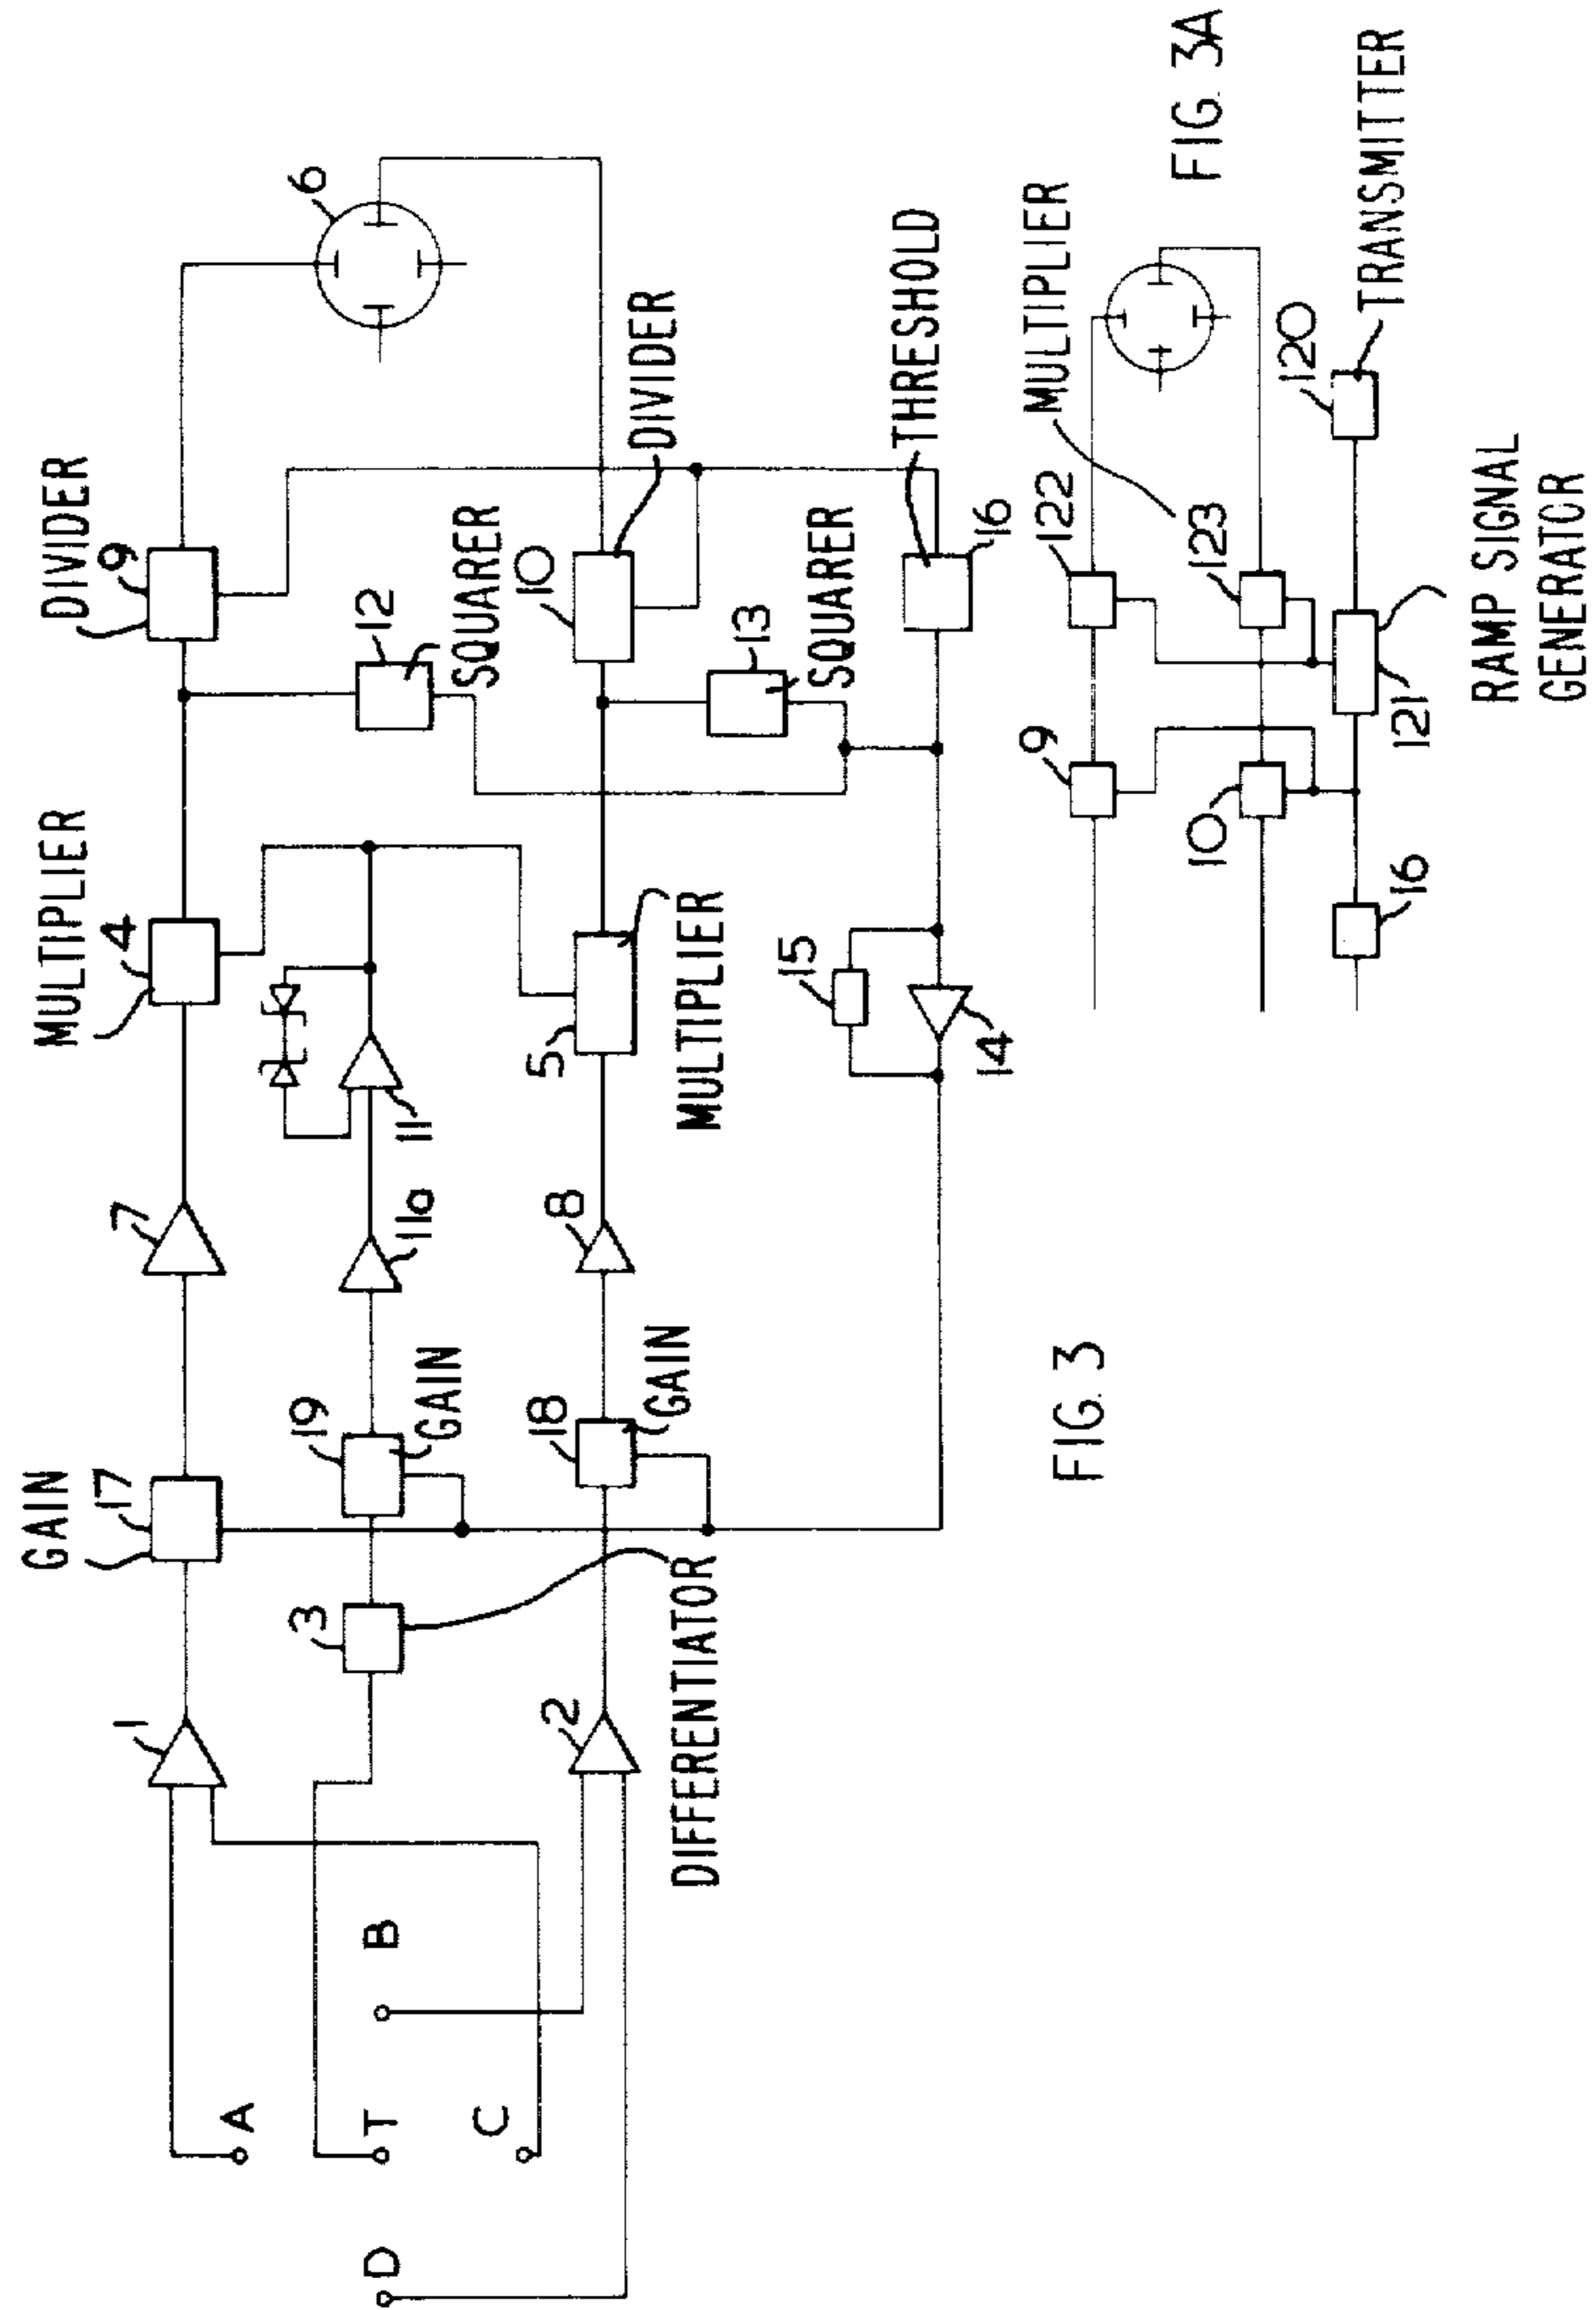 DIVIDER
9
6
MULTIPLIER
4
12
SQUARER
10
DIVIDER
7
GAIN
17
11
11a
5
MULTIPLIER
13
SQUARER
THRESHOLD
16
1
3
19
GAIN
8
18
GAIN
15
14
2
DIFFERENTIATOR
A
T
B
C
D
FIG. 3
MULTIPLIER
122
9
123
10
FIG. 3A
120
TRANSMITTER
16
121
RAMP SIGNAL
GENERATOR